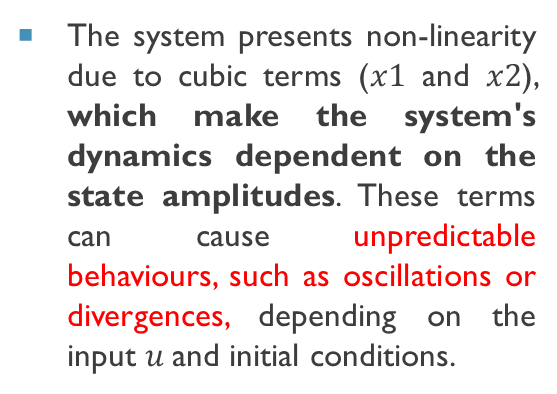 The system presents non-linearity
due to cubic terms (x1 and x2),
which make the system's
dynamics dependent on the
state amplitudes. These terms
can cause unpredictable
behaviours, such as oscillations or
divergences, depending on the
input u and initial conditions.